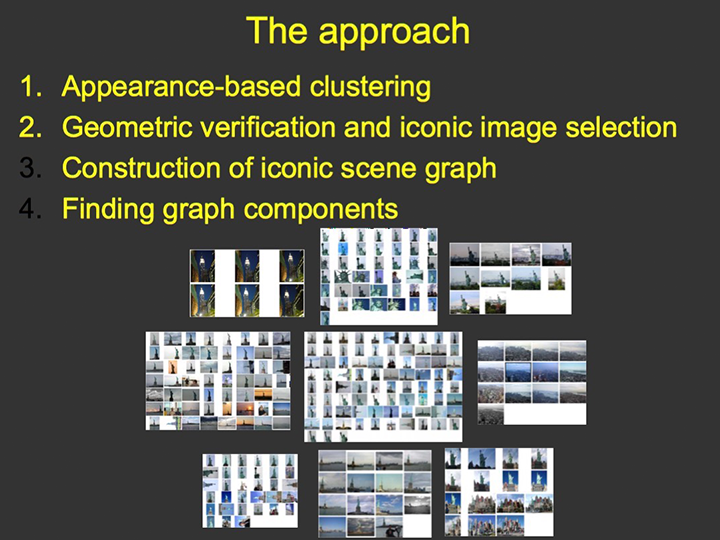 The approach
1. Appearance-based clustering
2. Geometric verification and iconic image selection
3. Construction of iconic scene graph
4. Finding graph components